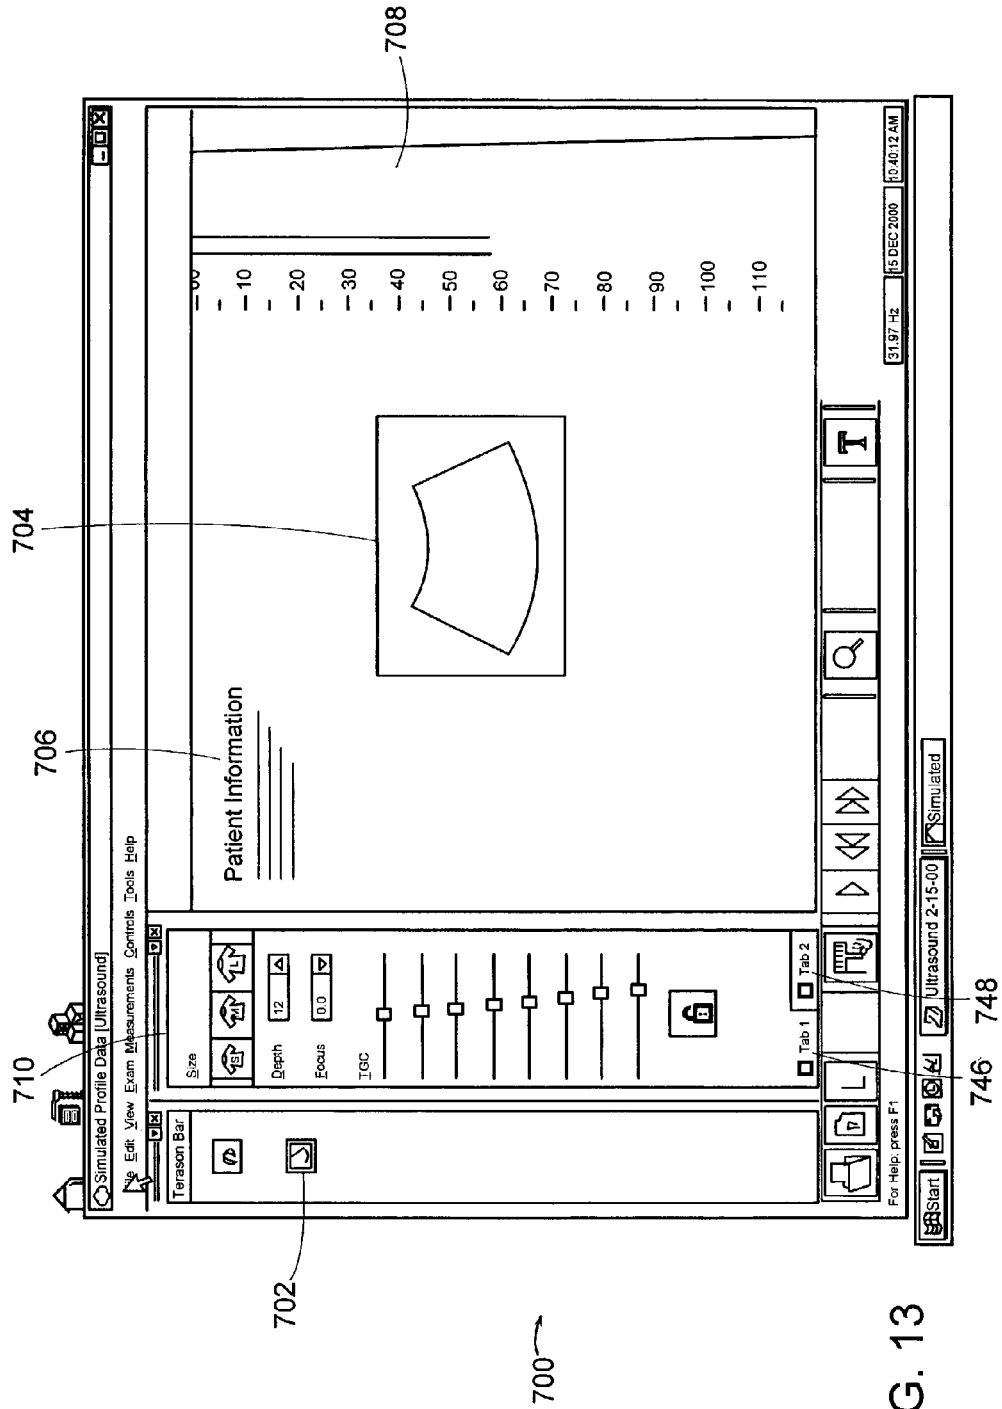 Simulated Profile Data [Ultrasound]
Edit View Exam Measurements Controls Tools Help
Terason Bar
Size
S M L
Depth
12
Focus
0.0
TGC
Tab 1
Tab 2
Patient Information
10
20
30
40
50
60
70
80
90
100
110
L
T
For Help, press F1
31.97 Hz
15 DEC 2000
10:40:12 AM
Start
Ultrasound 2-15-00
Simulated
700
702
704
706
708
710
746
748
G. 13